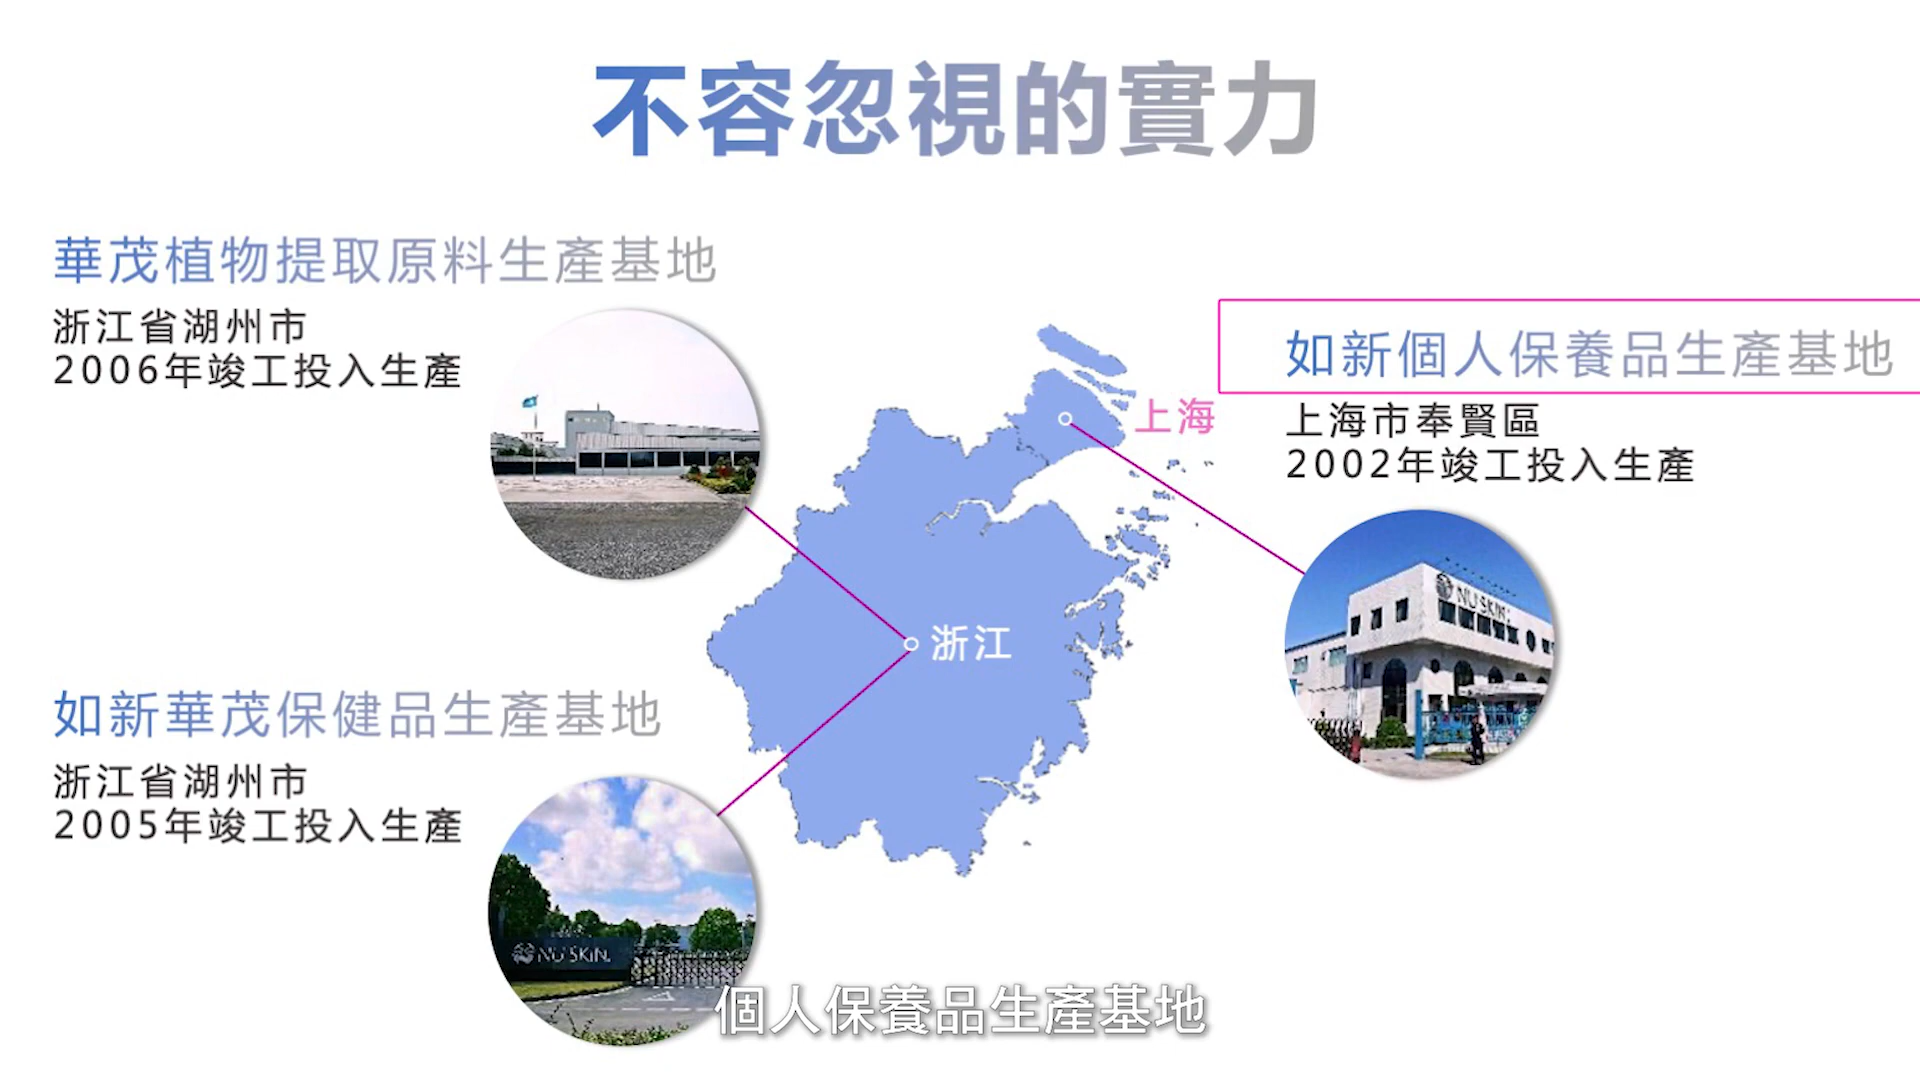 不容忽視的實力
華茂植物提取原料生產基地
浙江省湖州市
2006年竣工投入生產
如新個人保養品生產基地
上海市奉賢區
2002年竣工投入生產
上海
浙江
NU SKIN
如新華茂保健品生產基地
浙江省湖州市
2005年竣工投入生產
NU SKIN
個人保養品生產基地